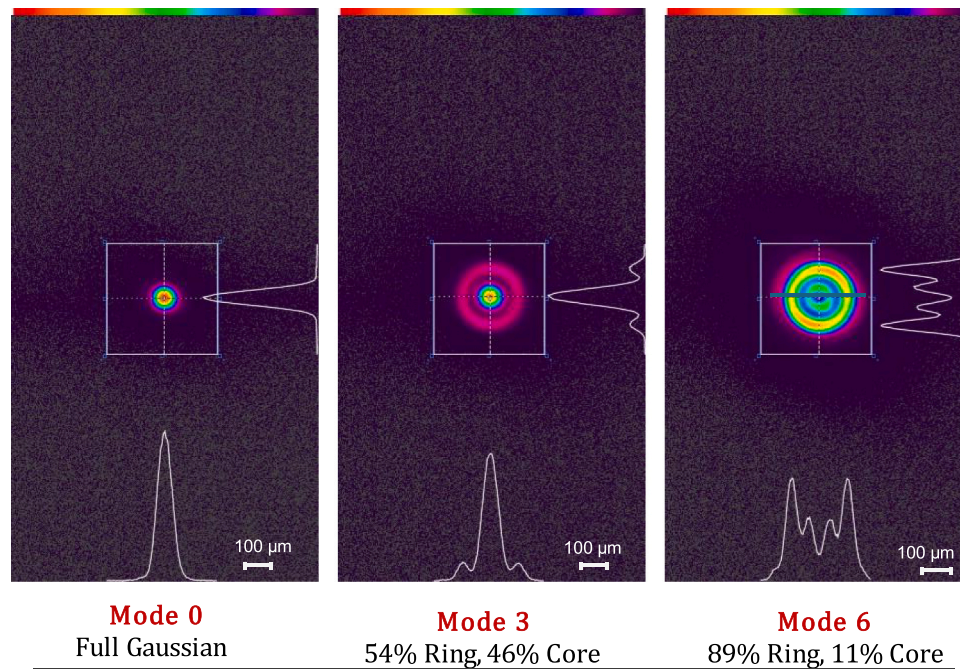 100 µm
100 µm
100 µm
Mode 0
Full Gaussian
Mode 3
54% Ring, 46% Core
Mode 6
89% Ring, 11% Core